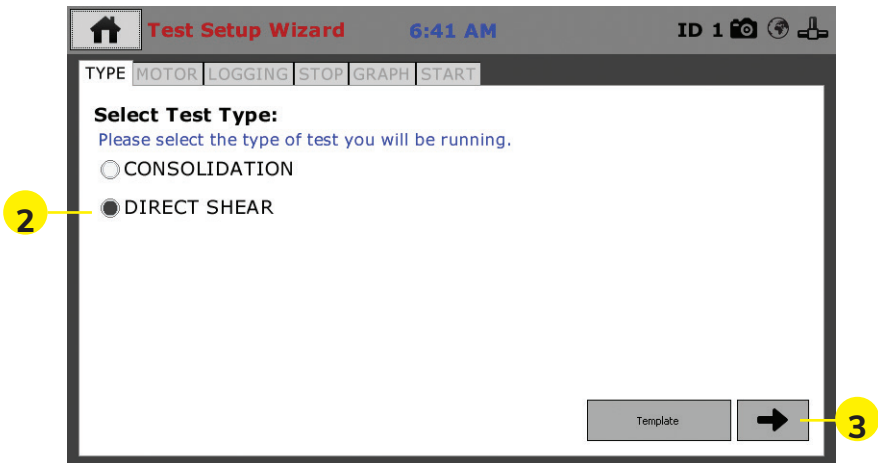 Test Setup Wizard 6:41 AM ID 1
TYPE MOTOR LOGGING STOP GRAPH START
Select Test Type:
Please select the type of test you will be running.
CONSOLIDATION
2 DIRECT SHEAR
Template 3